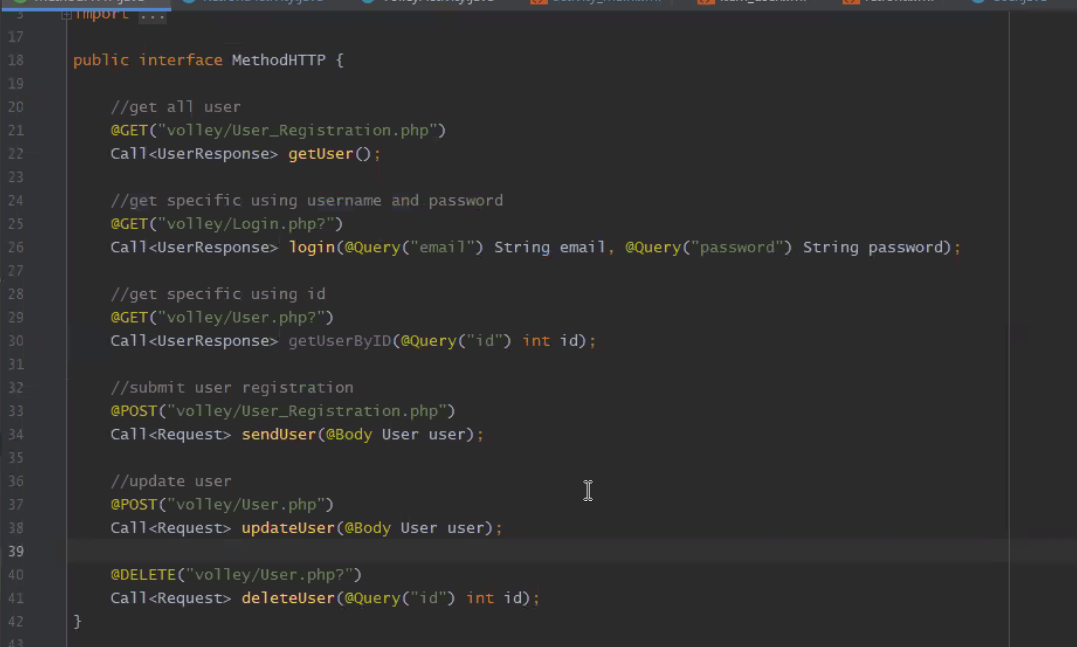 import ...
17
18 public interface MethodHTTP {
19
20 //get all user
21 @GET("volley/User_Registration.php")
22 Call<UserResponse> getUser();
23
24 //get specific using username and password
25 @GET("volley/Login.php?")
26 Call<UserResponse> login(@Query("email") String email, @Query("password") String password);
27
28 //get specific using id
29 @GET("volley/User.php?")
30 Call<UserResponse> getUserByID(@Query("id") int id);
31
32 //submit user registration
33 @POST("volley/User_Registration.php")
34 Call<Request> sendUser(@Body User user);
35
36 //update user
37 @POST("volley/User.php")
38 Call<Request> updateUser(@Body User user);
39
40 @DELETE("volley/User.php?")
41 Call<Request> deleteUser(@Query("id") int id);
42 }
43